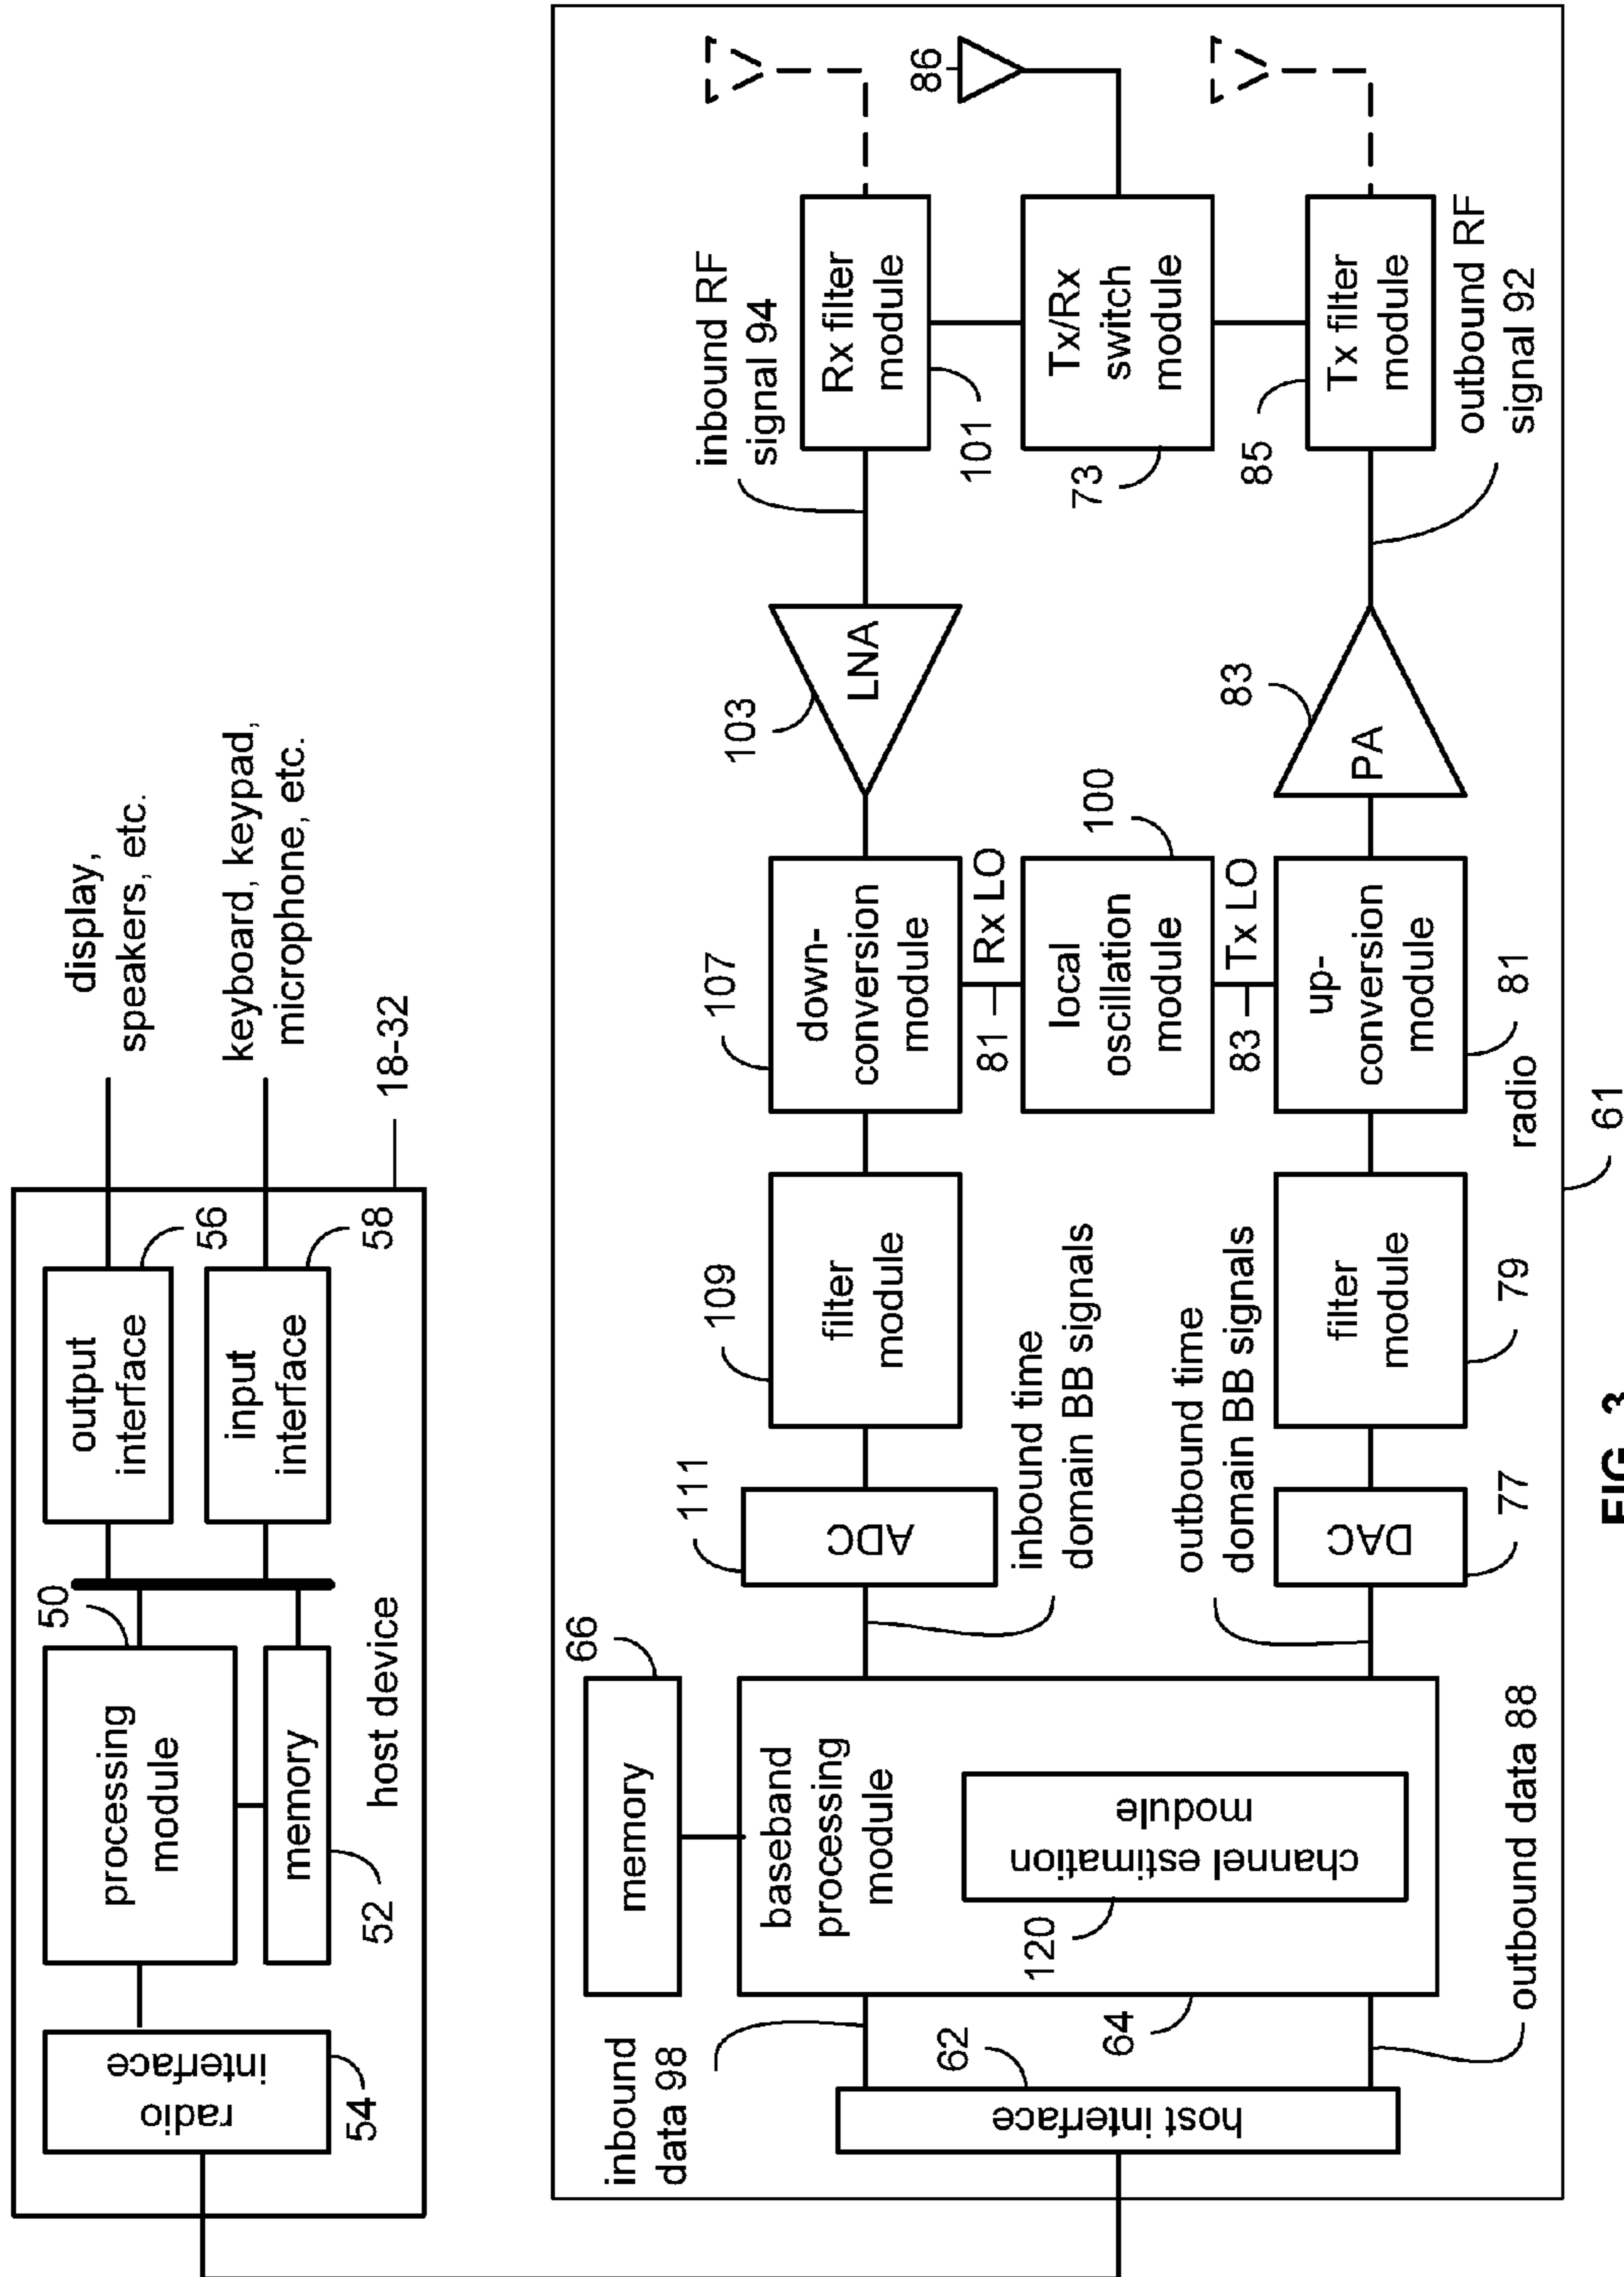 display,
speakers, etc.
keyboard, keypad,
microphone, etc.
18-32
radio
interface
54
processing
module
50
memory
52
host device
output
interface
56
input
interface
58
inbound
data 98
host interface
62
64
outbound data 88
memory
66
baseband
processing
module
channel estimation
module
120
ADC
111
inbound time
domain BB signals
outbound time
domain BB signals
DAC
77
filter
module
109
filter
module
79
down-
conversion
module
107
81
Rx LO
local
oscillation
module
100
83
Tx LO
up-
conversion
module
81
radio
LNA
103
PA
83
inbound RF
signal 94
Rx filter
module
101
Tx/Rx
switch
module
73
Tx filter
module
85
outbound RF
signal 92
86
61
FIG. 3